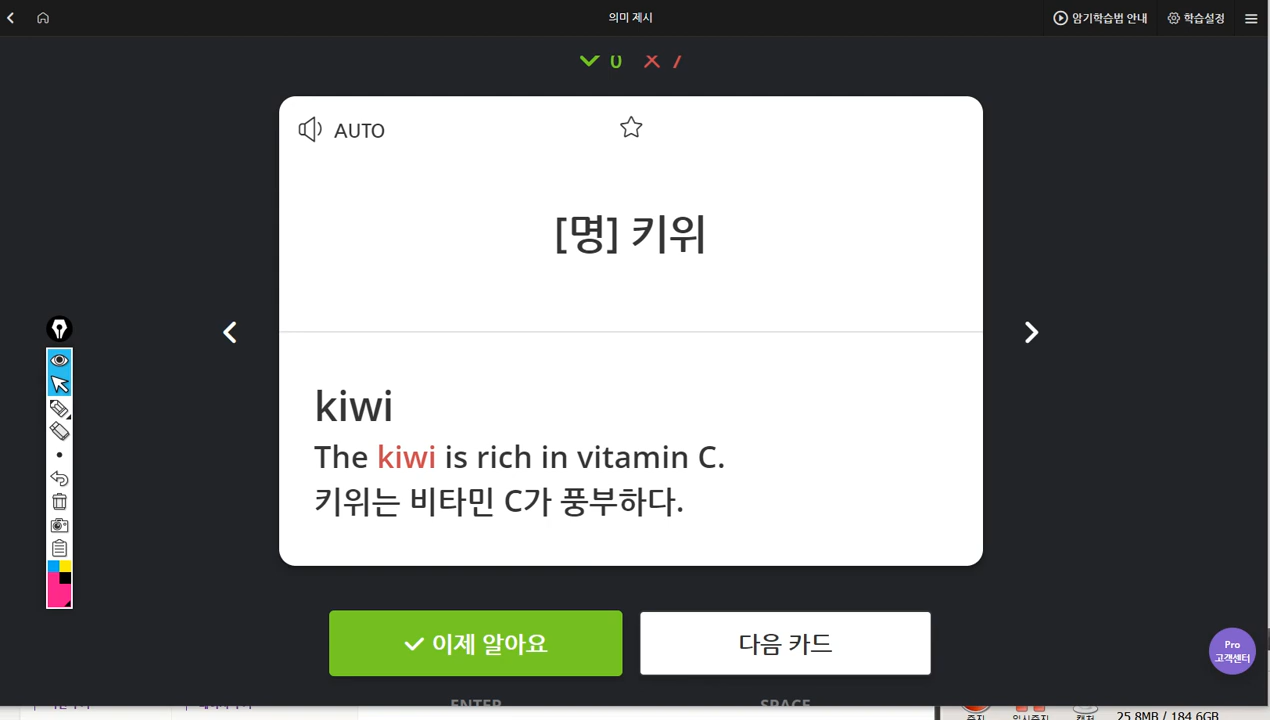 의미 제시
암기학습법 안내
학습설정
0
7
AUTO
[명] 키위
kiwi
The kiwi is rich in vitamin C.
키위는 비타민 C가 풍부하다.
이제 알아요
다음 카드
Pro
고객센터
ENTER
SPACE
25.8MB / 184.6GB